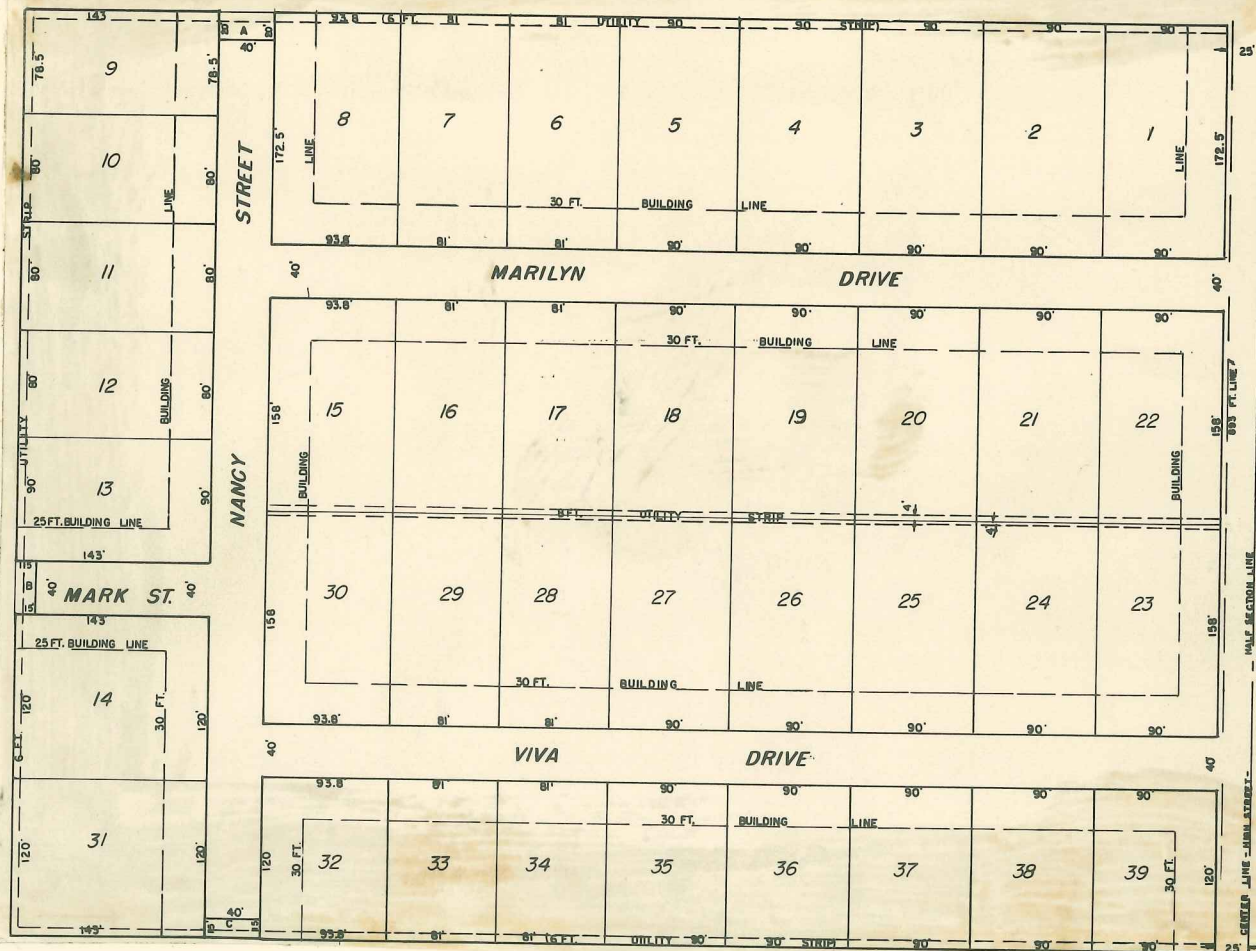 143
93.8 (6 FT. 81 81 UTILITY 90 90 STRIP) 90 90
20' A 20'
40'
25'
78.5' 9 78.5'
172.5' 8 7 6 5 4 3 2 1 172.5'
LINE LINE
80' 10 80'
LINE
STREET
STRIP
30 FT. BUILDING LINE
93.8' 81' 81' 90' 90' 90' 90' 90'
80' 11 80'
40' MARILYN DRIVE 40'
93.8' 81' 81' 90' 90' 90' 90' 90'
30 FT. BUILDING LINE
80' 12 80'
BUILDING
693 FT. LINE
158' 15 16 17 18 19 20 21 22 158'
UTILITY
BUILDING BUILDING
90' 13 90'
NANCY
25 FT. BUILDING LINE
8 FT. UTILITY STRIP 4' 4'
143'
15 B 15
40' MARK ST. 40'
143'
158 30 29 28 27 26 25 24 23 158'
HALF SECTION LINE
25 FT. BUILDING LINE
30 FT. BUILDING LINE
120 14 120'
30 FT.
6 FT.
93.8' 81' 81' 90' 90' 90' 90' 90'
40' VIVA DRIVE 40'
93.8 81' 81' 90' 90' 90' 90' 90'
30 FT. BUILDING LINE
120' 31 120'
120 30 FT. 32 33 34 35 36 37 38 39 30 FT. 120'
CENTER LINE - HIGH STREET -
40'
15' C 15
143' 93.8' 81' 81' (6 FT. UTILITY 90' 90' STRIP) 90' 90' 90' 25'